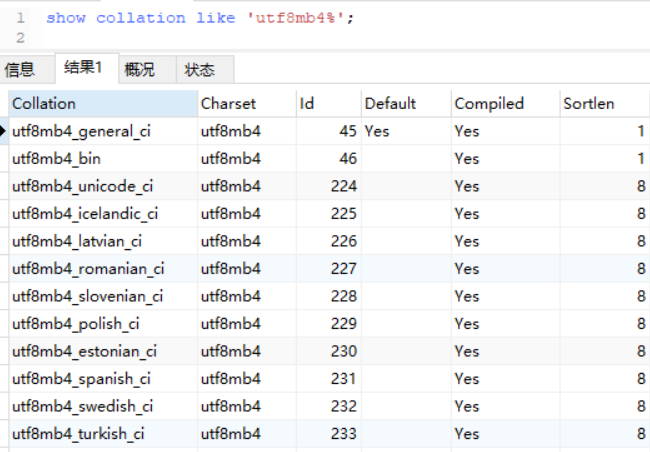 1 show collation like 'utf8mb4%';
2
信息 结果1 概况 状态
Collation Charset Id Default Compiled Sortlen
utf8mb4_general_ci utf8mb4 45 Yes Yes 1
utf8mb4_bin utf8mb4 46 Yes 1
utf8mb4_unicode_ci utf8mb4 224 Yes 8
utf8mb4_icelandic_ci utf8mb4 225 Yes 8
utf8mb4_latvian_ci utf8mb4 226 Yes 8
utf8mb4_romanian_ci utf8mb4 227 Yes 8
utf8mb4_slovenian_ci utf8mb4 228 Yes 8
utf8mb4_polish_ci utf8mb4 229 Yes 8
utf8mb4_estonian_ci utf8mb4 230 Yes 8
utf8mb4_spanish_ci utf8mb4 231 Yes 8
utf8mb4_swedish_ci utf8mb4 232 Yes 8
utf8mb4_turkish_ci utf8mb4 233 Yes 8